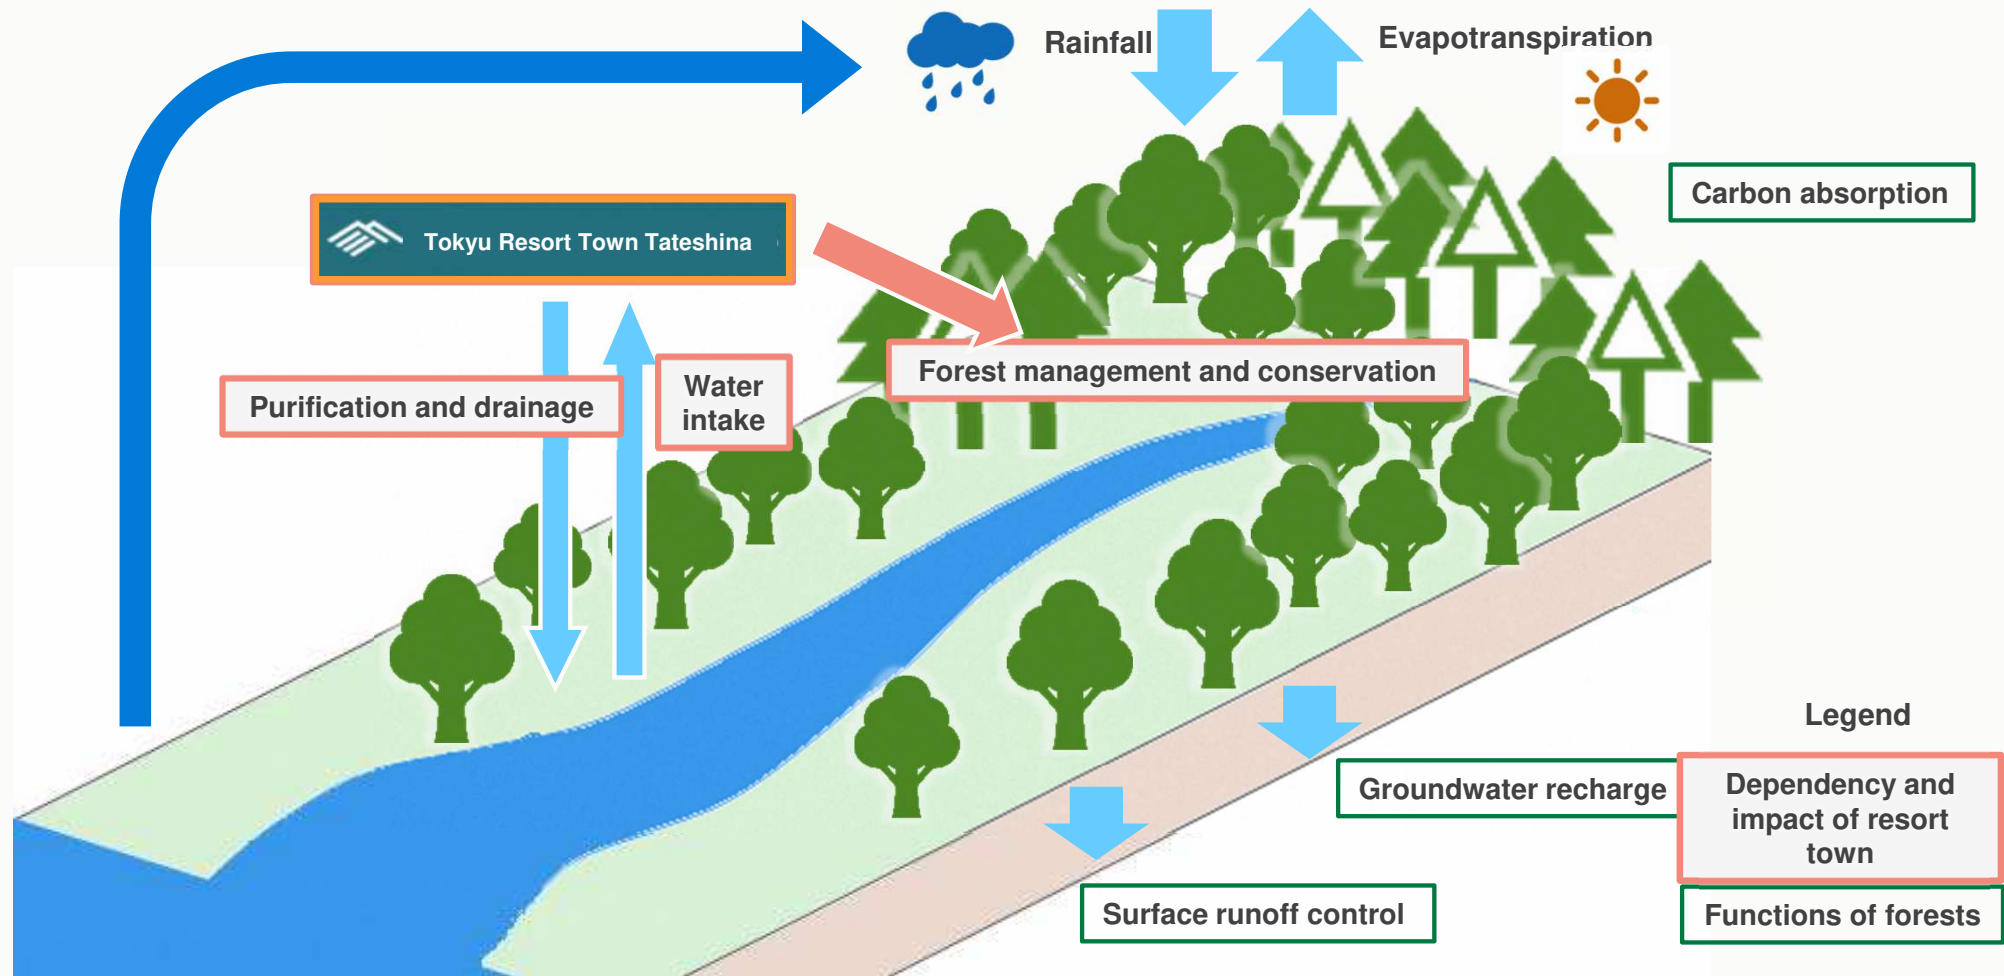 Rainfall
Evapotranspiration
Carbon absorption
Tokyu Resort Town Tateshina
Forest management and conservation
Purification and drainage
Water
intake
Legend
Groundwater recharge
Dependency and
impact of resort
town
Surface runoff control
Functions of forests